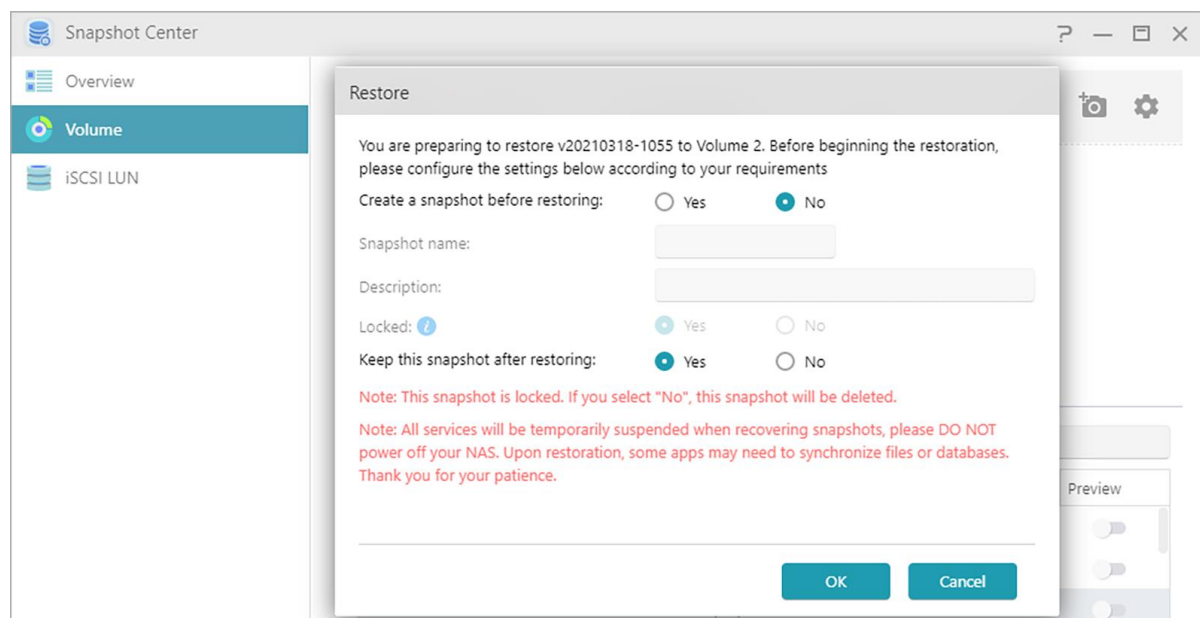 Snapshot Center
Overview
Volume
iSCSI LUN
Restore
You are preparing to restore v20210318-1055 to Volume 2. Before beginning the restoration,
please configure the settings below according to your requirements
Create a snapshot before restoring: Yes No
Snapshot name:
Description:
Locked: i Yes No
Keep this snapshot after restoring: Yes No
Note: This snapshot is locked. If you select "No", this snapshot will be deleted.
Note: All services will be temporarily suspended when recovering snapshots, please DO NOT
power off your NAS. Upon restoration, some apps may need to synchronize files or databases.
Thank you for your patience.
Preview
OK Cancel